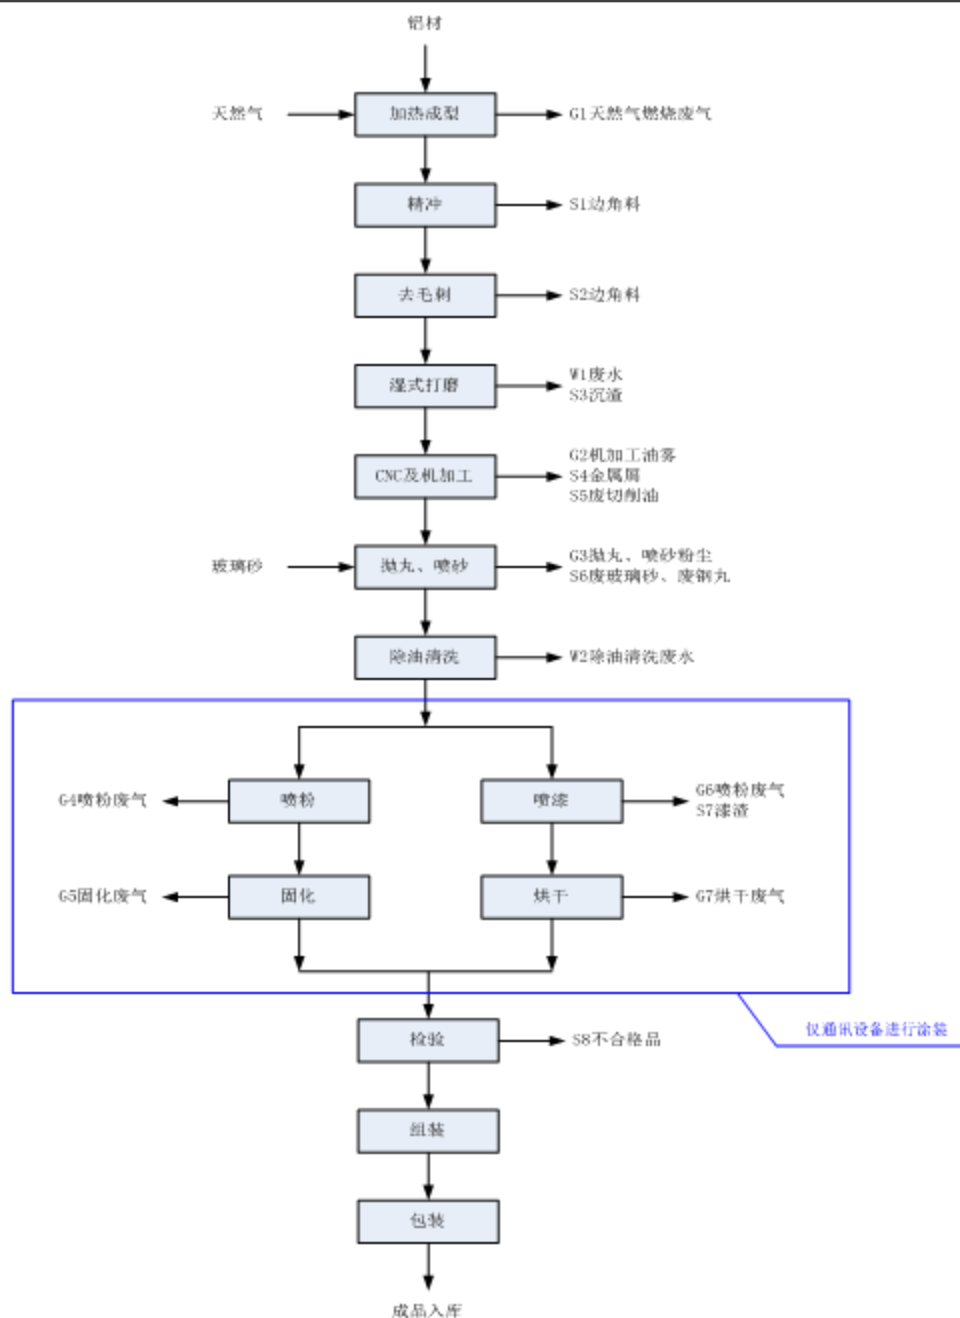 铝材
天然气
加热成型
G1天然气燃烧废气
精冲
S1边角料
去毛刺
S2边角料
湿式打磨
W1废水
S3沉渣
CNC及机加工
G2机加工油雾
S4金属屑
S5废切削油
玻璃砂
抛丸、喷砂
G3抛丸、喷砂粉尘
S6废玻璃砂、废钢丸
除油清洗
W2除油清洗废水
G4喷粉废气
喷粉
喷漆
G6喷粉废气
S7漆渣
G5固化废气
固化
烘干
G7烘干废气
仅通讯设备进行涂装
检验
S8不合格品
组装
包装
成品入库